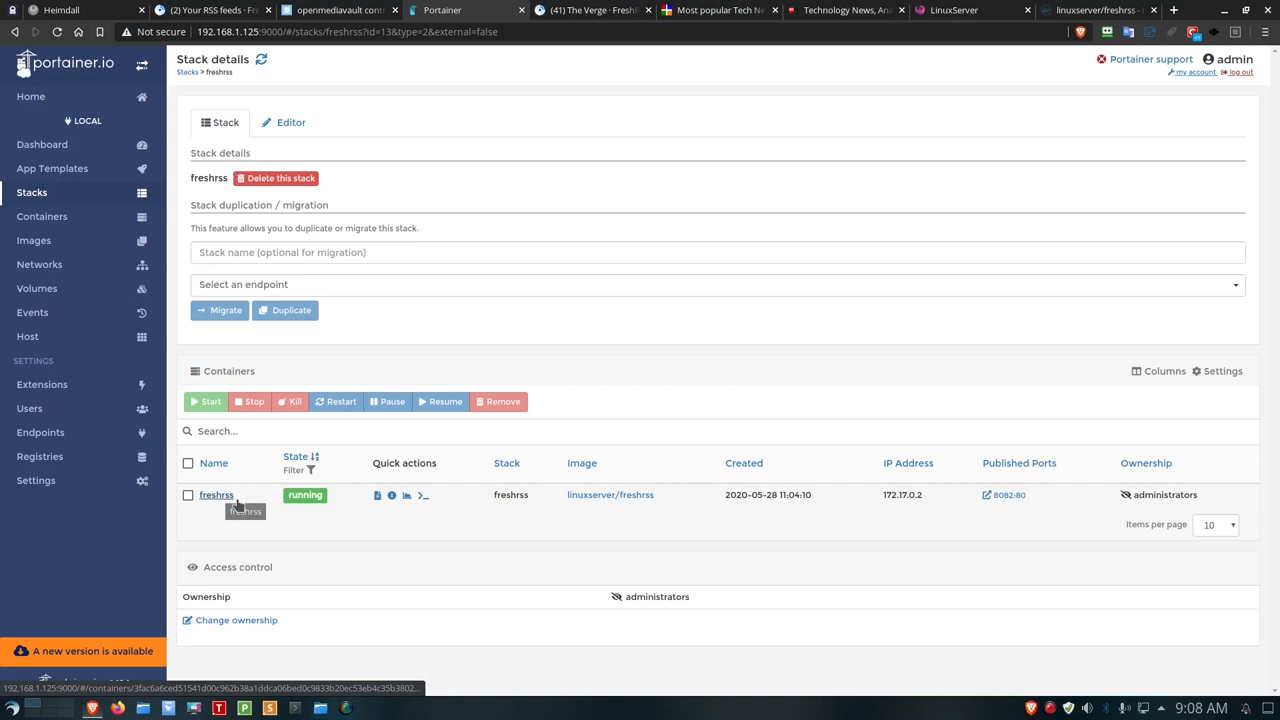 Heimdall
(2) Your RSS feeds · Fre
openmediavault cont
Portainer
(41) The Verge · FreshR
Most popular Tech Ne
Technology News, Ana
LinuxServer
linuxserver/freshrss - D
Not secure
192.168.1.125:9000/#/stacks/freshrss?id=13&type=2&external=false
portainer.io
Home
LOCAL
Dashboard
App Templates
Stacks
Containers
Images
Networks
Volumes
Events
Host
SETTINGS
Extensions
Users
Endpoints
Registries
Settings
A new version is available
Stack details
Stacks > freshrss
Portainer support
admin
my account
log out
Stack
Editor
Stack details
freshrss
Delete this stack
Stack duplication / migration
This feature allows you to duplicate or migrate this stack.
Stack name (optional for migration)
Select an endpoint
Migrate
Duplicate
Containers
Columns
Settings
Start
Stop
Kill
Restart
Pause
Resume
Remove
Search...
Name
State
Filter
Quick actions
Stack
Image
Created
IP Address
Published Ports
Ownership
freshrss
running
freshrss
linuxserver/freshrss
2020-05-28 11:04:10
172.17.0.2
8082:80
administrators
freshrss
Items per page
10
Access control
Ownership
administrators
Change ownership
192.168.1.125:9000/#/containers/3fac6a6ced51541d00c962b38a1ddca06bed0c9833b20ec53eb4c35b3802...
9:08 AM